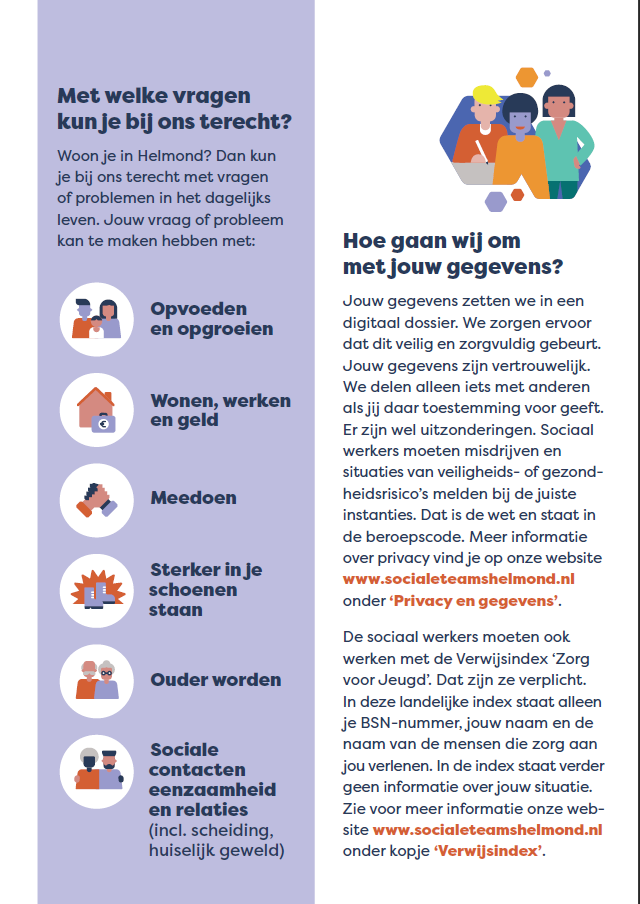 Met welke vragen
kun je bij ons terecht?
Woon je in Helmond? Dan kun
je bij ons terecht met vragen
of problemen in het dagelijks
leven. Jouw vraag of probleem
kan te maken hebben met:
Opvoeden
en opgroeien
Wonen, werken
en geld
€
Meedoen
Sterker in je
schoenen
staan
Ouder worden
Sociale
contacten
eenzaamheid
en relaties
(incl. scheiding,
huiselijk geweld)
Hoe gaan wij om
met jouw gegevens?
Jouw gegevens zetten we in een
digitaal dossier. We zorgen ervoor
dat dit veilig en zorgvuldig gebeurt.
Jouw gegevens zijn vertrouwelijk.
We delen alleen iets met anderen
als jij daar toestemming voor geeft.
Er zijn wel uitzonderingen. Sociaal
werkers moeten misdrijven en
situaties van veiligheids- of gezond-
heidsrisico’s melden bij de juiste
instanties. Dat is de wet en staat in
de beroepscode. Meer informatie
over privacy vind je op onze website
www.socialeteamshelmond.nl
onder ‘Privacy en gegevens’.
De sociaal werkers moeten ook
werken met de Verwijsindex ‘Zorg
voor Jeugd’. Dat zijn ze verplicht.
In deze landelijke index staat alleen
je BSN-nummer, jouw naam en de
naam van de mensen die zorg aan
jou verlenen. In de index staat verder
geen informatie over jouw situatie.
Zie voor meer informatie onze web-
site www.socialeteamshelmond.nl
onder kopje ‘Verwijsindex’.